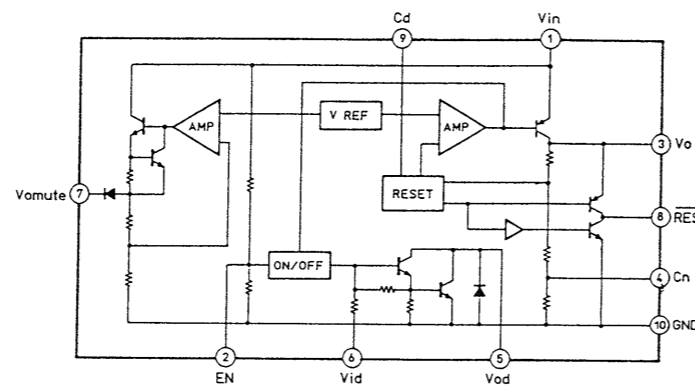 Cd Vin
9 1
AMP V REF AMP
3 Vo
Vomute 7
RESET
8 RES
ON/OFF
4 Cn
10 GND
2 6 5
EN Vid Vod